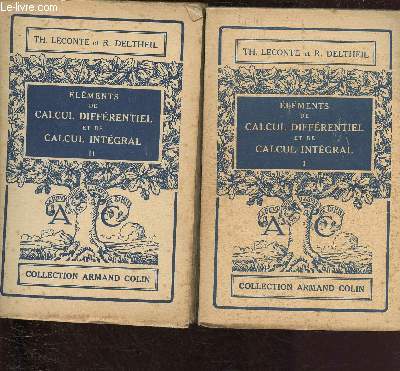 © Le-livre.fr
TH. LECONTE et R. DELTHEIL
ÉLÉMENTS
DE
CALCUL DIFFÉRENTIEL
ET DE
CALCUL INTÉGRAL
II
A C
COLLECTION ARMAND COLIN
TH. LECONTE et R. DELTHEIL
ÉLÉMENTS
DE
CALCUL DIFFÉRENTIEL
ET DE
CALCUL INTÉGRAL
I
A C
COLLECTION ARMAND COLIN